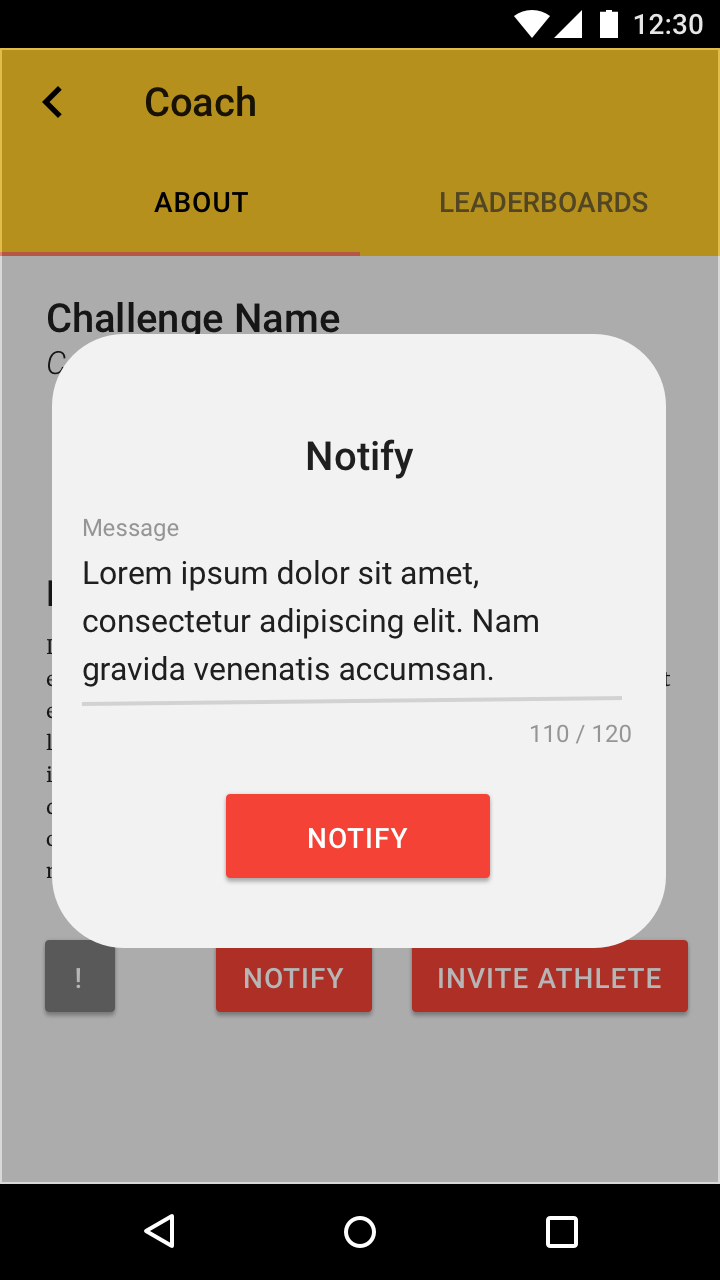 12:30
Coach
ABOUT LEADERBOARDS
Challenge Name
Notify
Message
Lorem ipsum dolor sit amet,
consectetur adipiscing elit. Nam
gravida venenatis accumsan.
110 / 120
NOTIFY
! NOTIFY INVITE ATHLETE